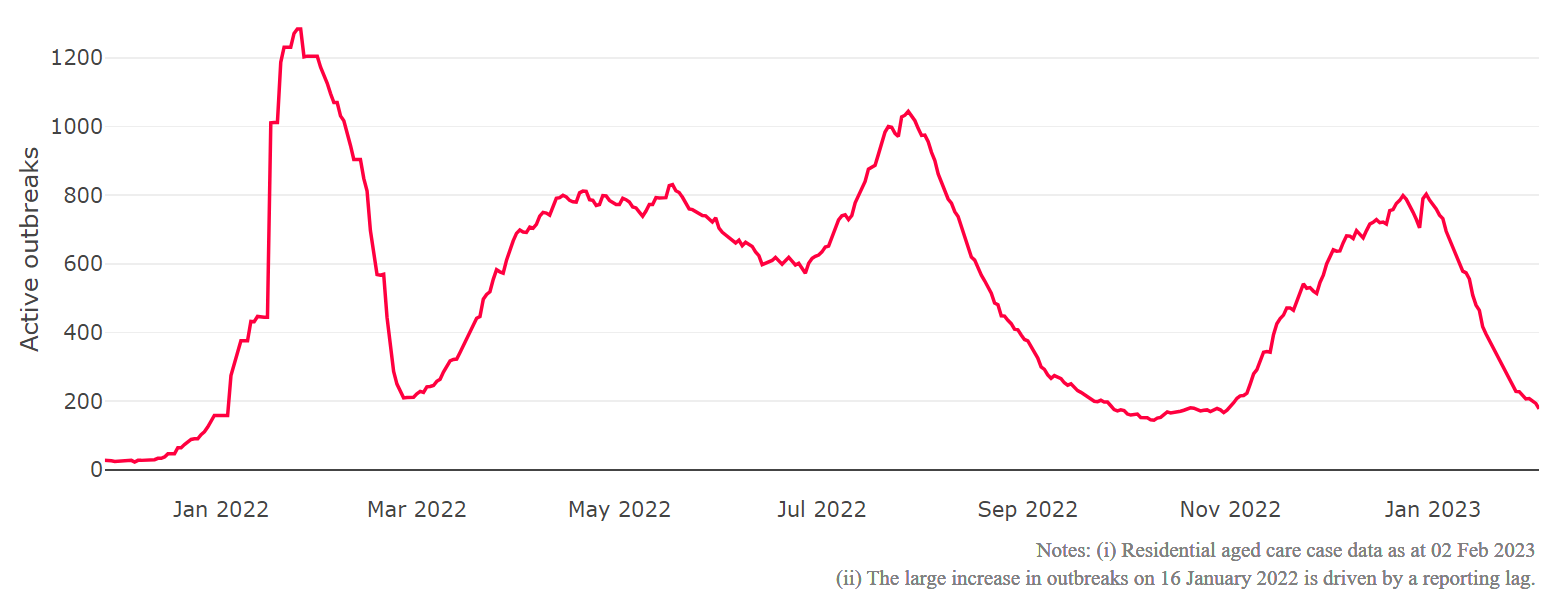 Active outbreaks
1200
1000
800
600
400
200
0
Jan 2022 Mar 2022 May 2022 Jul 2022 Sep 2022 Nov 2022 Jan 2023
Notes: (i) Residential aged care case data as at 02 Feb 2023
(ii) The large increase in outbreaks on 16 January 2022 is driven by a reporting lag.